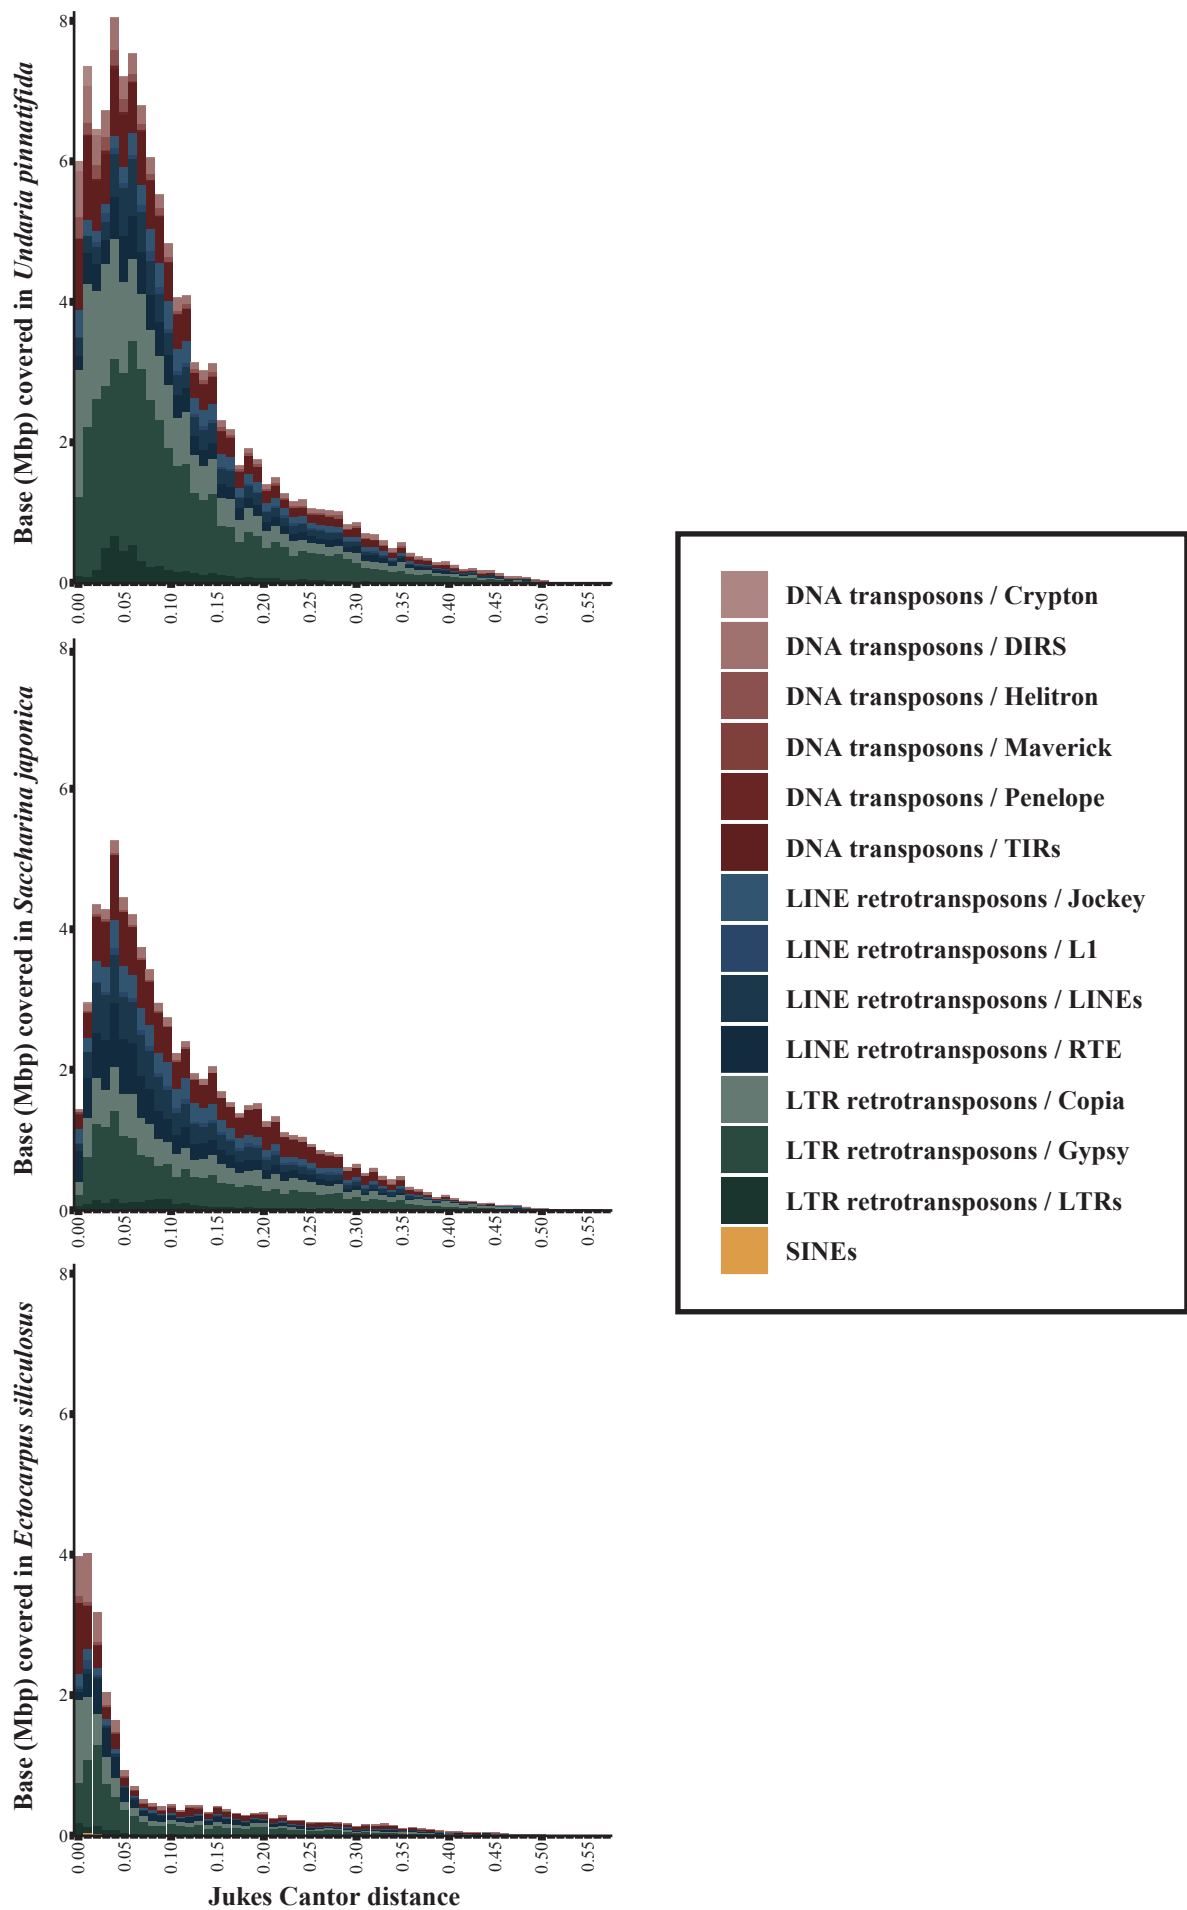 Base (Mbp) covered in Undaria pinnatifida
8
6
4
2
0
0.00 0.05 0.10 0.15 0.20 0.25 0.30 0.35 0.40 0.45 0.50 0.55
Base (Mbp) covered in Saccharina japonica
8
6
4
2
0
0.00 0.05 0.10 0.15 0.20 0.25 0.30 0.35 0.40 0.45 0.50 0.55
Base (Mbp) covered in Ectocarpus siliculosus
8
6
4
2
0
0.00 0.05 0.10 0.15 0.20 0.25 0.30 0.35 0.40 0.45 0.50 0.55
Jukes Cantor distance
DNA transposons / Crypton
DNA transposons / DIRS
DNA transposons / Helitron
DNA transposons / Maverick
DNA transposons / Penelope
DNA transposons / TIRs
LINE retrotransposons / Jockey
LINE retrotransposons / L1
LINE retrotransposons / LINEs
LINE retrotransposons / RTE
LTR retrotransposons / Copia
LTR retrotransposons / Gypsy
LTR retrotransposons / LTRs
SINEs